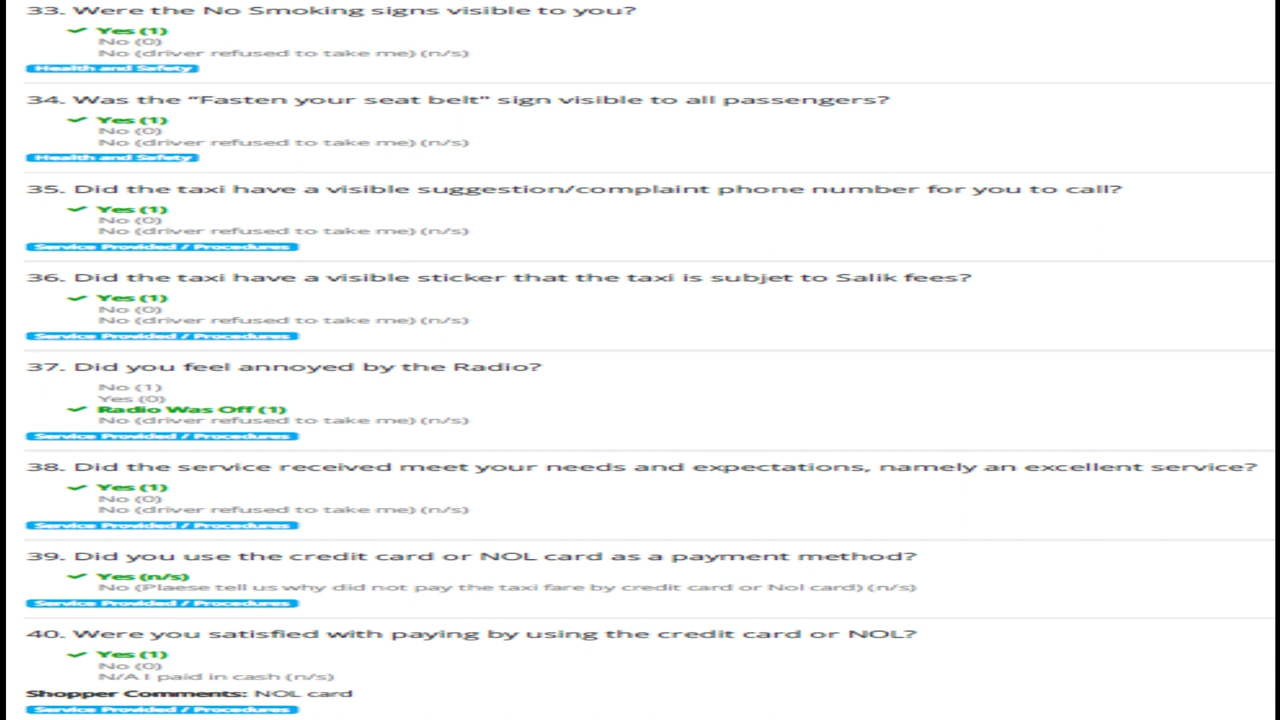 33. Were the No Smoking signs visible to you?
✓ Yes (1)
No (0)
No (driver refused to take me) (n/s)
Health and Safety
34. Was the "Fasten your seat belt" sign visible to all passengers?
✓ Yes (1)
No (0)
No (driver refused to take me) (n/s)
Health and Safety
35. Did the taxi have a visible suggestion/complaint phone number for you to call?
✓ Yes (1)
No (0)
No (driver refused to take me) (n/s)
Service Provided / Procedures
36. Did the taxi have a visible sticker that the taxi is subjet to Salik fees?
✓ Yes (1)
No (0)
No (driver refused to take me) (n/s)
Service Provided / Procedures
37. Did you feel annoyed by the Radio?
No (1)
Yes (0)
✓ Radio Was Off (1)
No (driver refused to take me) (n/s)
Service Provided / Procedures
38. Did the service received meet your needs and expectations, namely an excellent service?
✓ Yes (1)
No (0)
No (driver refused to take me) (n/s)
Service Provided / Procedures
39. Did you use the credit card or NOL card as a payment method?
✓ Yes (n/s)
No (Plaese tell us why did not pay the taxi fare by credit card or Nol card) (n/s)
Service Provided / Procedures
40. Were you satisfied with paying by using the credit card or NOL?
✓ Yes (1)
No (0)
N/A I paid in cash (n/s)
Shopper Comments: NOL card
Service Provided / Procedures